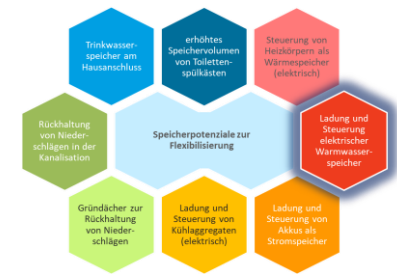 Trinkwasser-
speicher am
Hausanschluss
erhöhtes
Speichervolumen
von Toiletten-
spülkästen
Steuerung von
Heizkörpern als
Wärmespeicher
(elektrisch)
Rückhaltung
von Nieder-
schlägen in der
Kanalisation
Speicherpotenziale zur
Flexibilisierung
Ladung und
Steuerung
elektrischer
Warmwasser-
speicher
Gründächer zur
Rückhaltung
von Nieder-
schlägen
Ladung und
Steuerung von
Kühlaggregaten
(elektrisch)
Ladung und
Steuerung von
Akkus als
Stromspeicher